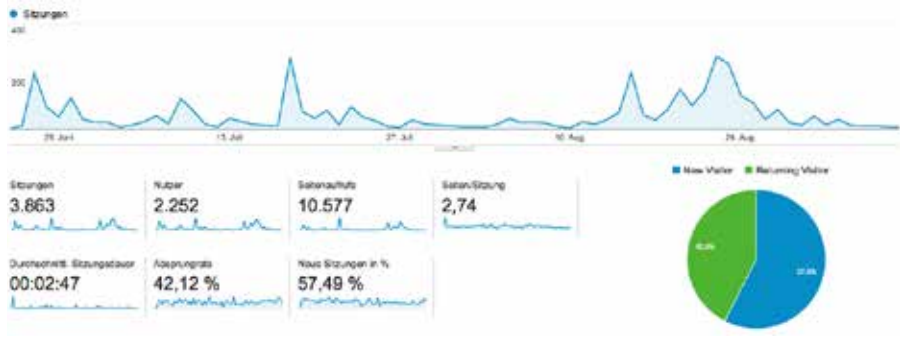 Sitzungen
400
200
13. Juli
27. Juli
10. Aug.
24. Aug.
New Visitor Returning Visitor
Sitzungen
3.863
Nutzer
2.252
Seitenaufrufe
10.577
Seiten/Sitzung
2,74
Durchschnittl. Sitzungsdauer
00:02:47
Absprungrate
42,12 %
Neue Sitzungen in %
57,49 %